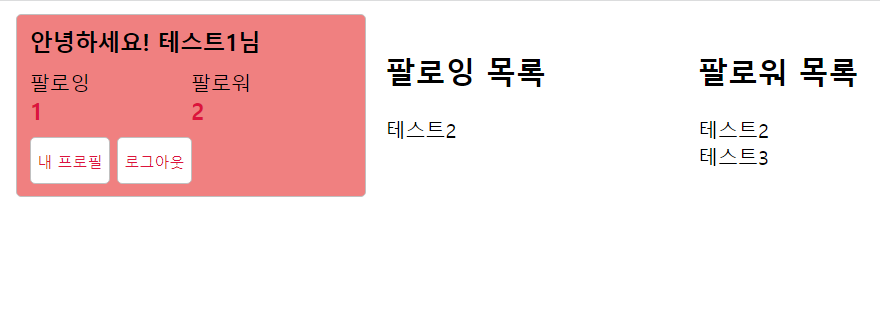 안녕하세요! 테스트1님
팔로잉 팔로워
1 2
내 프로필 로그아웃
팔로잉 목록
테스트2
팔로워 목록
테스트2
테스트3